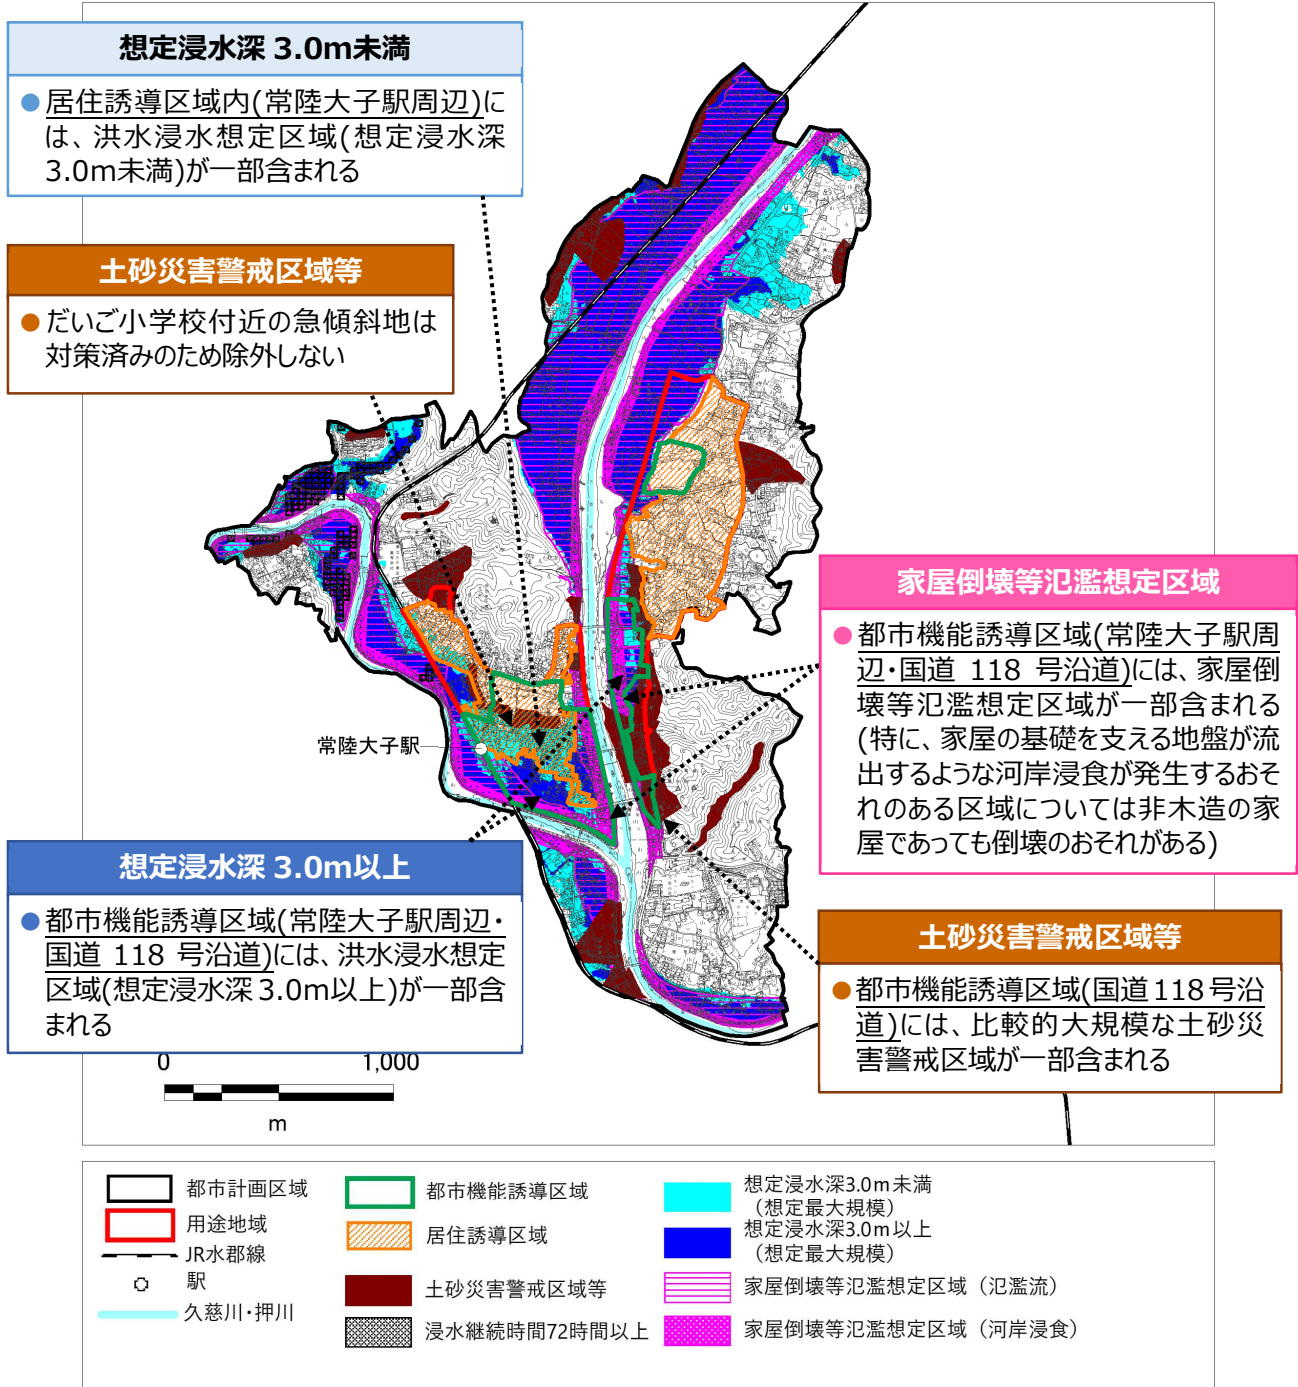 想定浸水深 3.0m未満
●居住誘導区域内(常陸大子駅周辺)に
は、洪水浸水想定区域(想定浸水深
3.0m未満)が一部含まれる
土砂災害警戒区域等
●だいご小学校付近の急傾斜地は
対策済みのため除外しない
家屋倒壊等氾濫想定区域
●都市機能誘導区域(常陸大子駅周
辺・国道 118 号沿道)には、家屋倒
壊等氾濫想定区域が一部含まれる
(特に、家屋の基礎を支える地盤が流
出するような河岸浸食が発生するおそ
れのある区域については非木造の家
屋であっても倒壊のおそれがある)
常陸大子駅
想定浸水深 3.0m以上
●都市機能誘導区域(常陸大子駅周辺・
国道 118 号沿道)には、洪水浸水想定
区域(想定浸水深 3.0m以上)が一部含
まれる
土砂災害警戒区域等
●都市機能誘導区域(国道118号沿
道)には、比較的大規模な土砂災
害警戒区域が一部含まれる
0 1,000
m
都市計画区域
用途地域
JR水郡線
駅
久慈川・押川
都市機能誘導区域
居住誘導区域
土砂災害警戒区域等
浸水継続時間72時間以上
想定浸水深3.0m未満
(想定最大規模)
想定浸水深3.0m以上
(想定最大規模)
家屋倒壊等氾濫想定区域（氾濫流）
家屋倒壊等氾濫想定区域（河岸浸食）